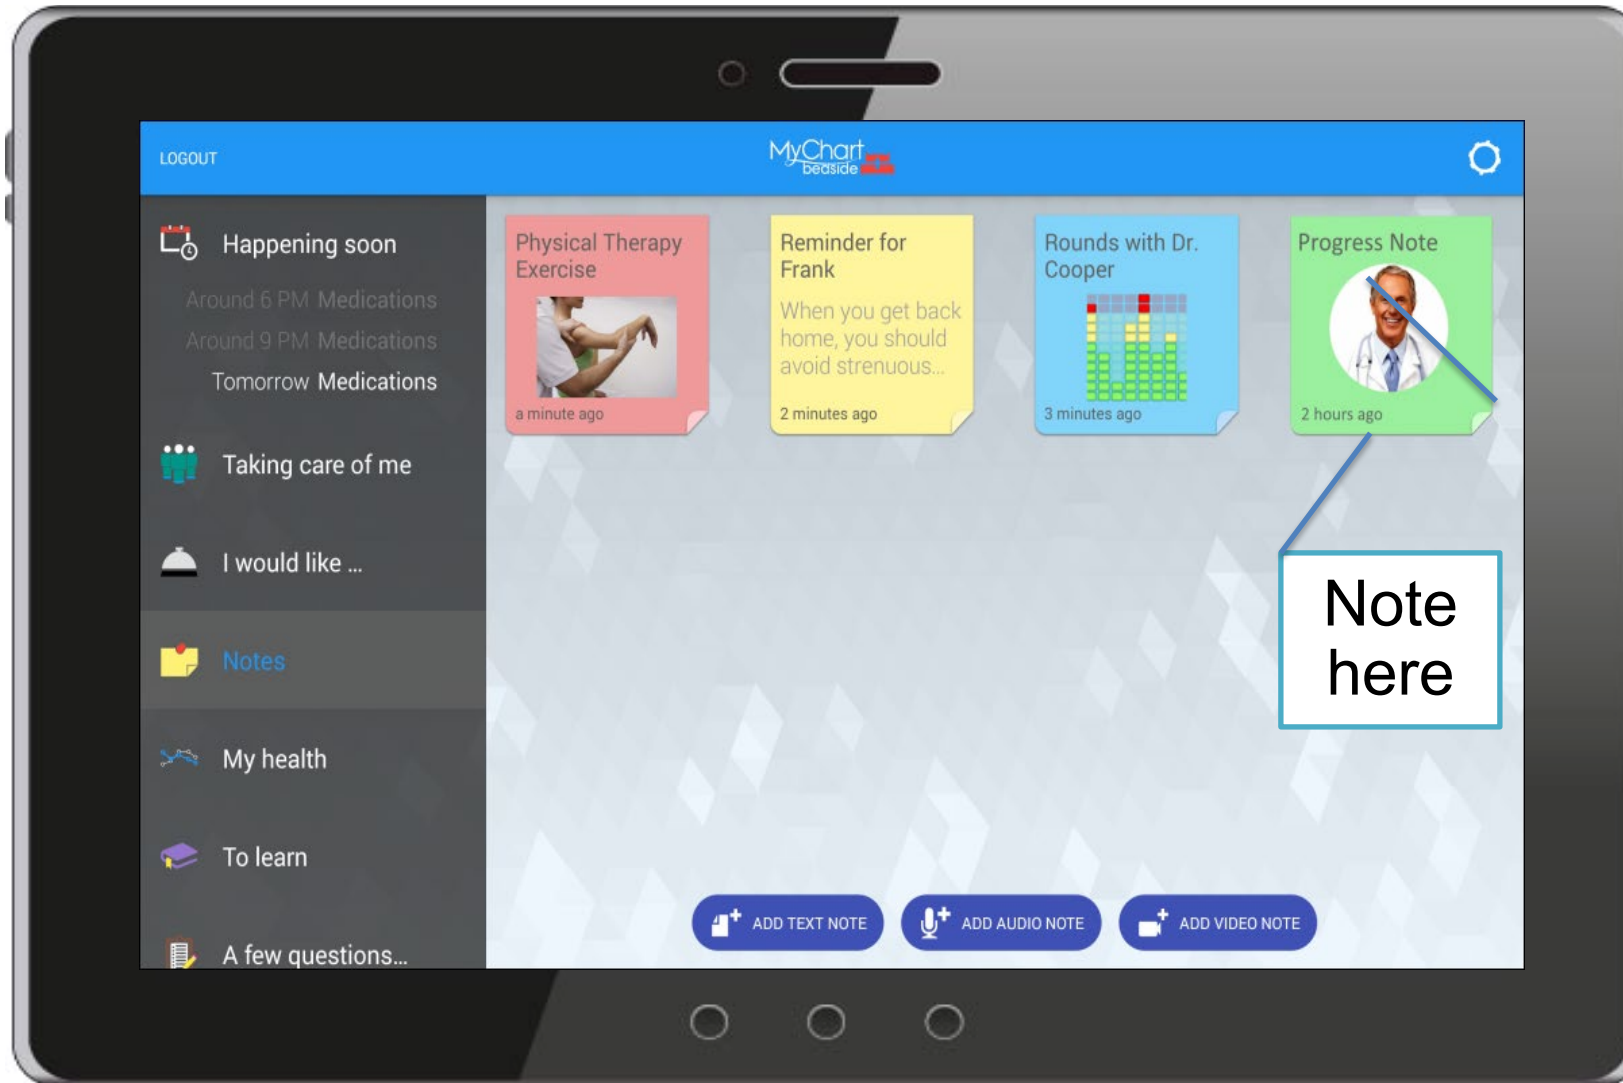 LOGOUT
MyChart
bedside
Happening soon
Around 6 PM Medications
Around 9 PM Medications
Tomorrow Medications
Taking care of me
I would like ...
Notes
My health
To learn
A few questions...
Physical Therapy
Exercise
a minute ago
Reminder for
Frank
When you get back
home, you should
avoid strenuous...
2 minutes ago
Rounds with Dr.
Cooper
3 minutes ago
Progress Note
2 hours ago
Note
here
ADD TEXT NOTE
ADD AUDIO NOTE
ADD VIDEO NOTE